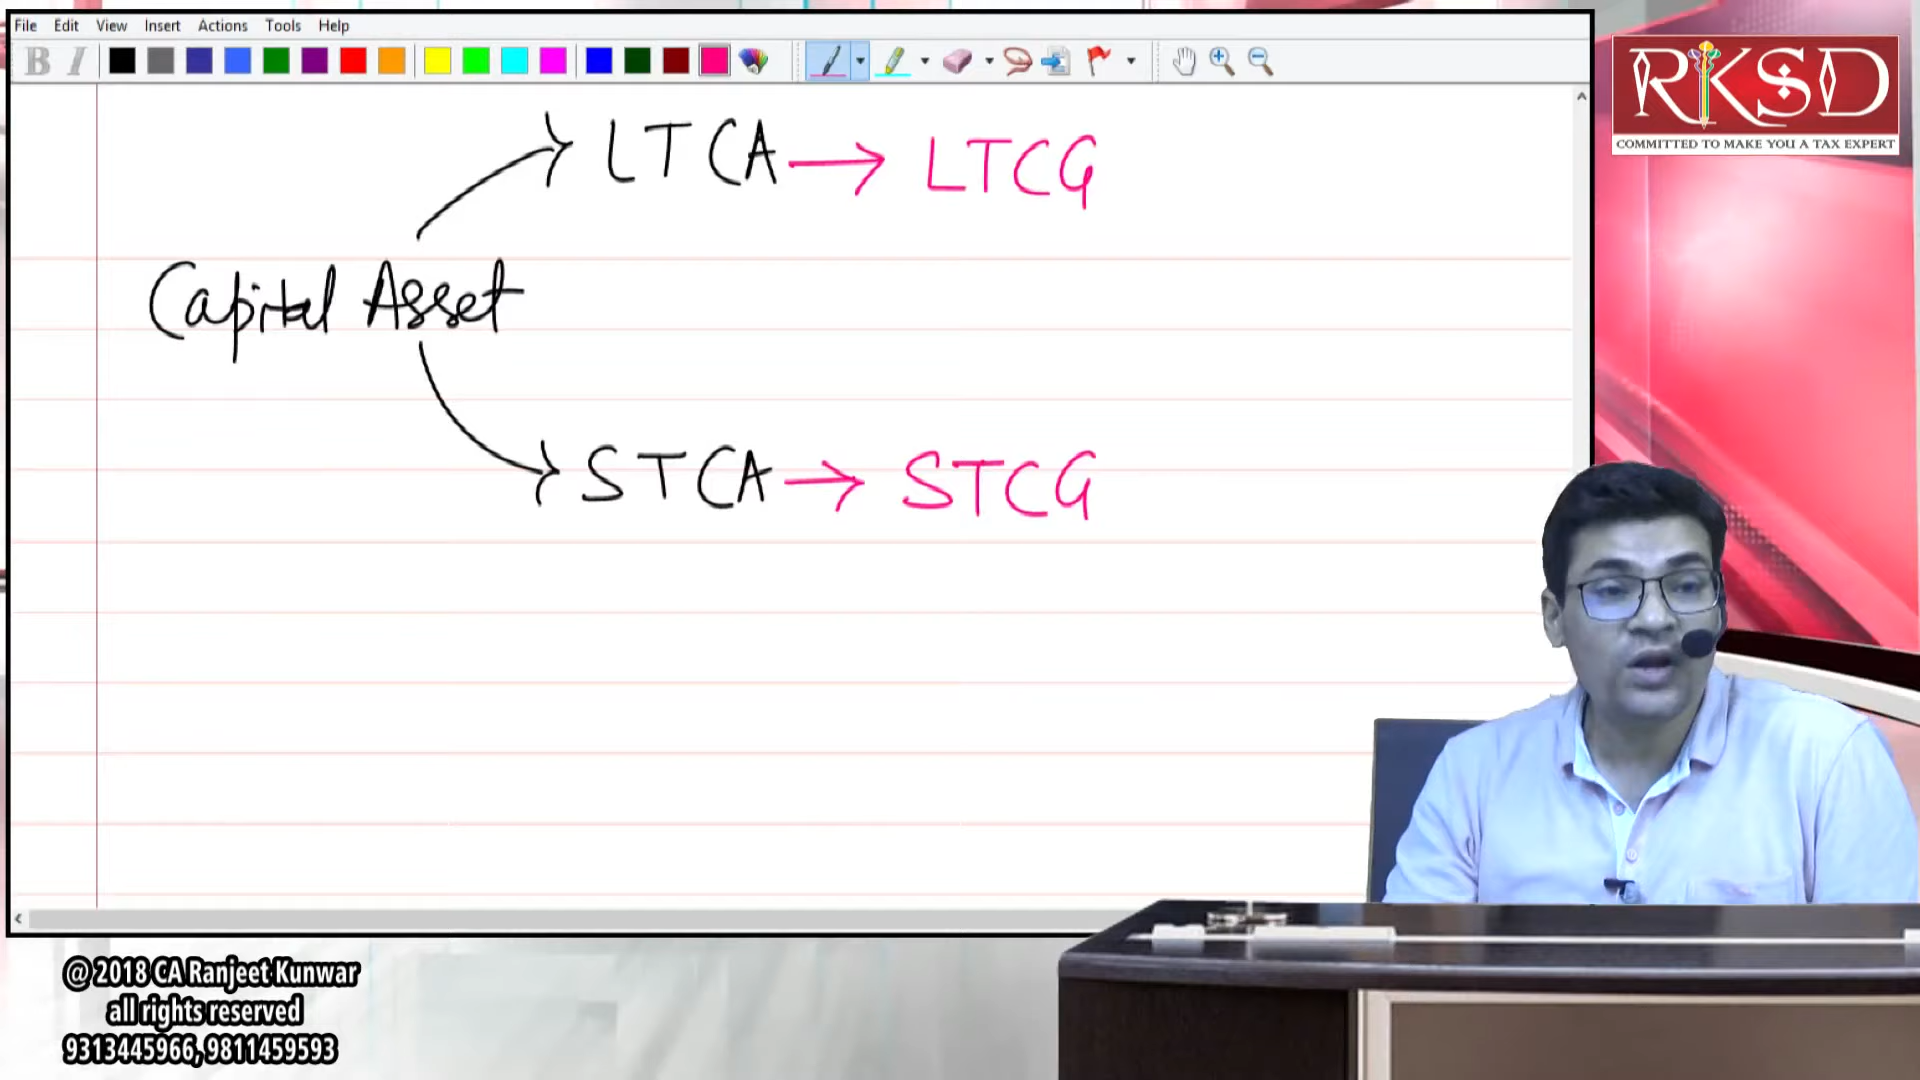 File Edit View Insert Actions Tools Help
B I
RKSD
COMMITTED TO MAKE YOU A TAX EXPERT
LTCA → LTCG
Capital Asset
STCA → STCG
@ 2018 CA Ranjeet Kunwar
all rights reserved
9313445966, 9811459593